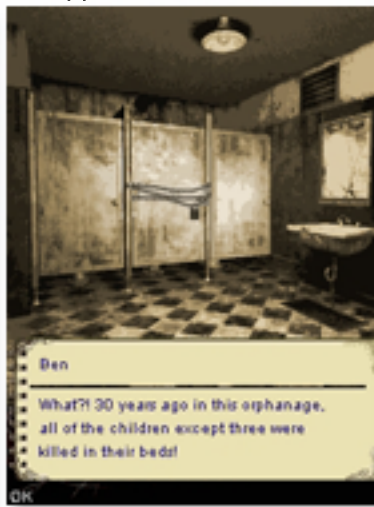 Ben
What?! 30 years ago in this orphanage,
all of the children except three were
killed in their beds!
OK